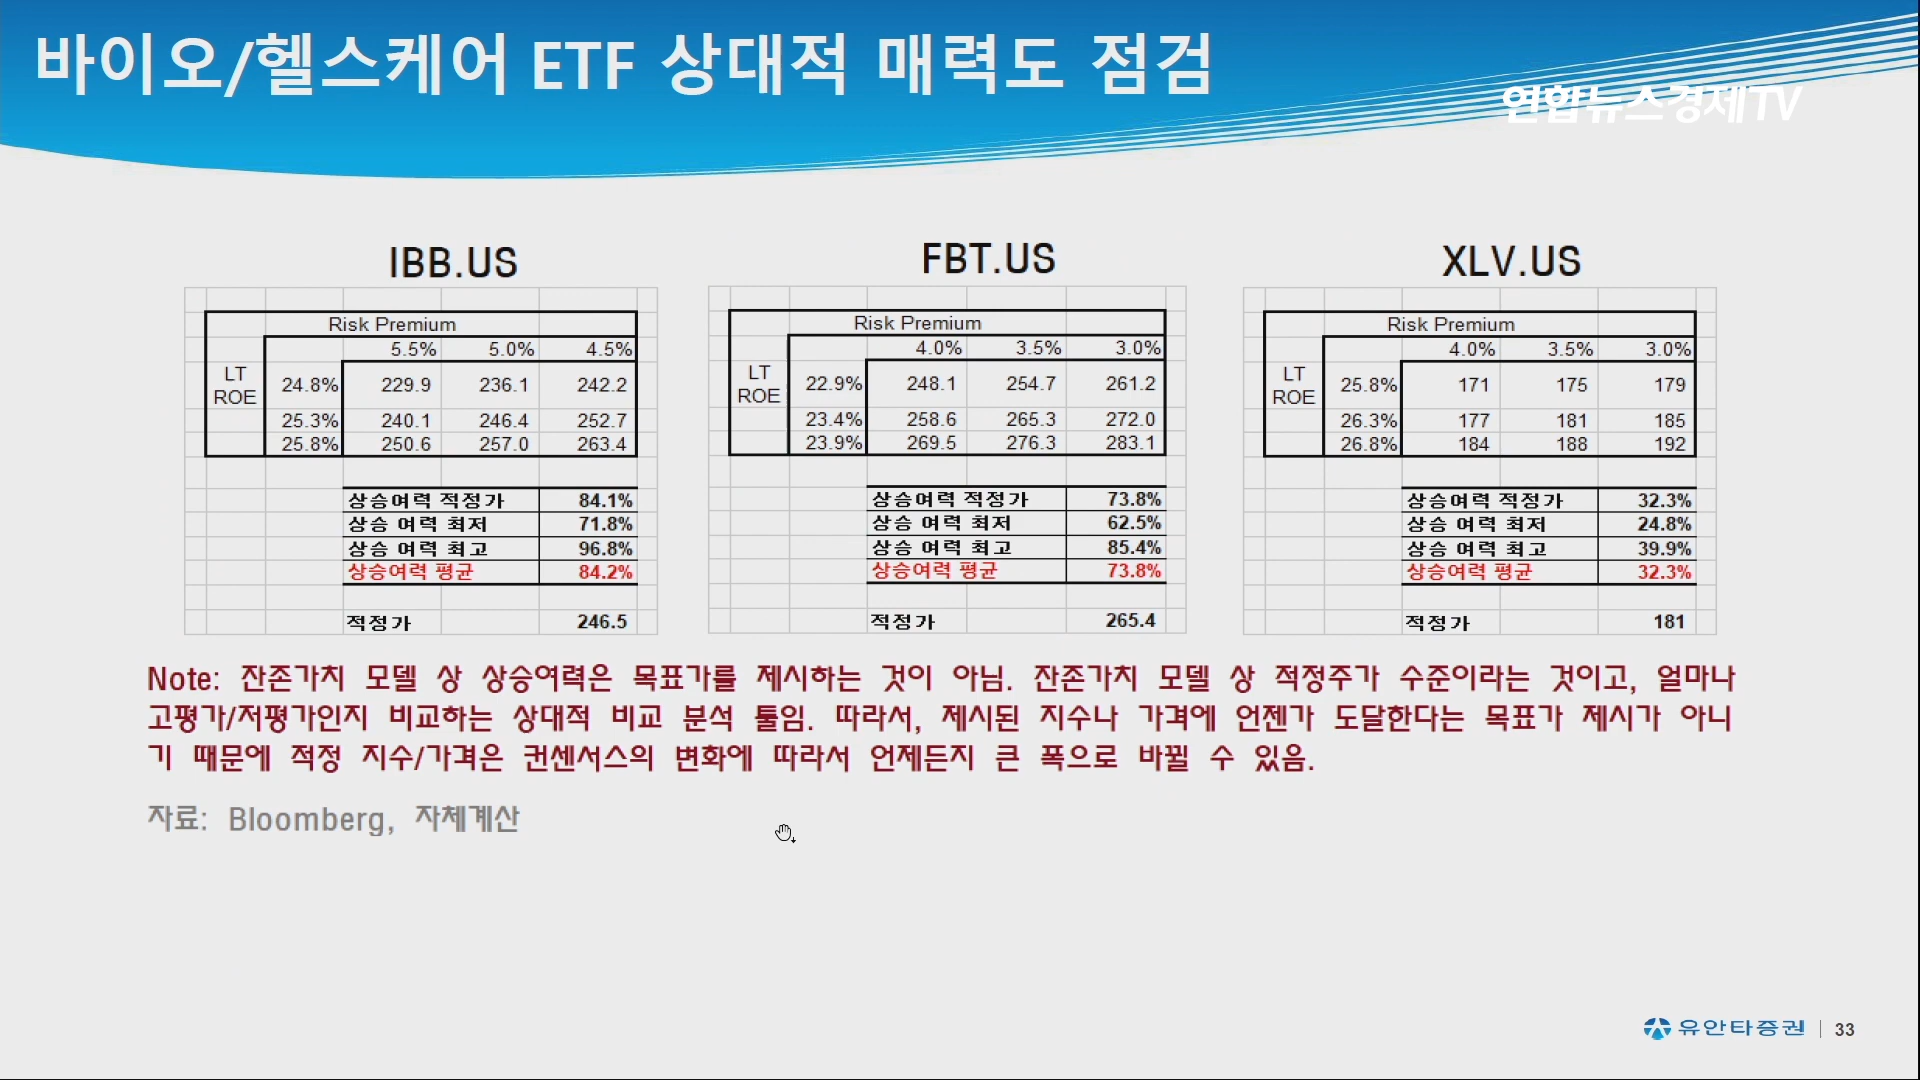 바이오/헬스케어 ETF 상대적 매력도 점검
연합뉴스경제TV
IBB.US
Risk Premium
5.5% 5.0% 4.5%
LT ROE 24.8% 229.9 236.1 242.2
25.3% 240.1 246.4 252.7
25.8% 250.6 257.0 263.4
상승여력 적정가 84.1%
상승 여력 최저 71.8%
상승 여력 최고 96.8%
상승여력 평균 84.2%
적정가 246.5
FBT.US
Risk Premium
4.0% 3.5% 3.0%
LT ROE 22.9% 248.1 254.7 261.2
23.4% 258.6 265.3 272.0
23.9% 269.5 276.3 283.1
상승여력 적정가 73.8%
상승 여력 최저 62.5%
상승 여력 최고 85.4%
상승여력 평균 73.8%
적정가 265.4
XLV.US
Risk Premium
4.0% 3.5% 3.0%
LT ROE 25.8% 171 175 179
26.3% 177 181 185
26.8% 184 188 192
상승여력 적정가 32.3%
상승 여력 최저 24.8%
상승 여력 최고 39.9%
상승여력 평균 32.3%
적정가 181
Note: 잔존가치 모델 상 상승여력은 목표가를 제시하는 것이 아님. 잔존가치 모델 상 적정주가 수준이라는 것이고, 얼마나
고평가/저평가인지 비교하는 상대적 비교 분석 툴임. 따라서, 제시된 지수나 가격에 언젠가 도달한다는 목표가 제시가 아니
기 때문에 적정 지수/가격은 컨센서스의 변화에 따라서 언제든지 큰 폭으로 바뀔 수 있음.
자료: Bloomberg, 자체계산
유안타증권 | 33